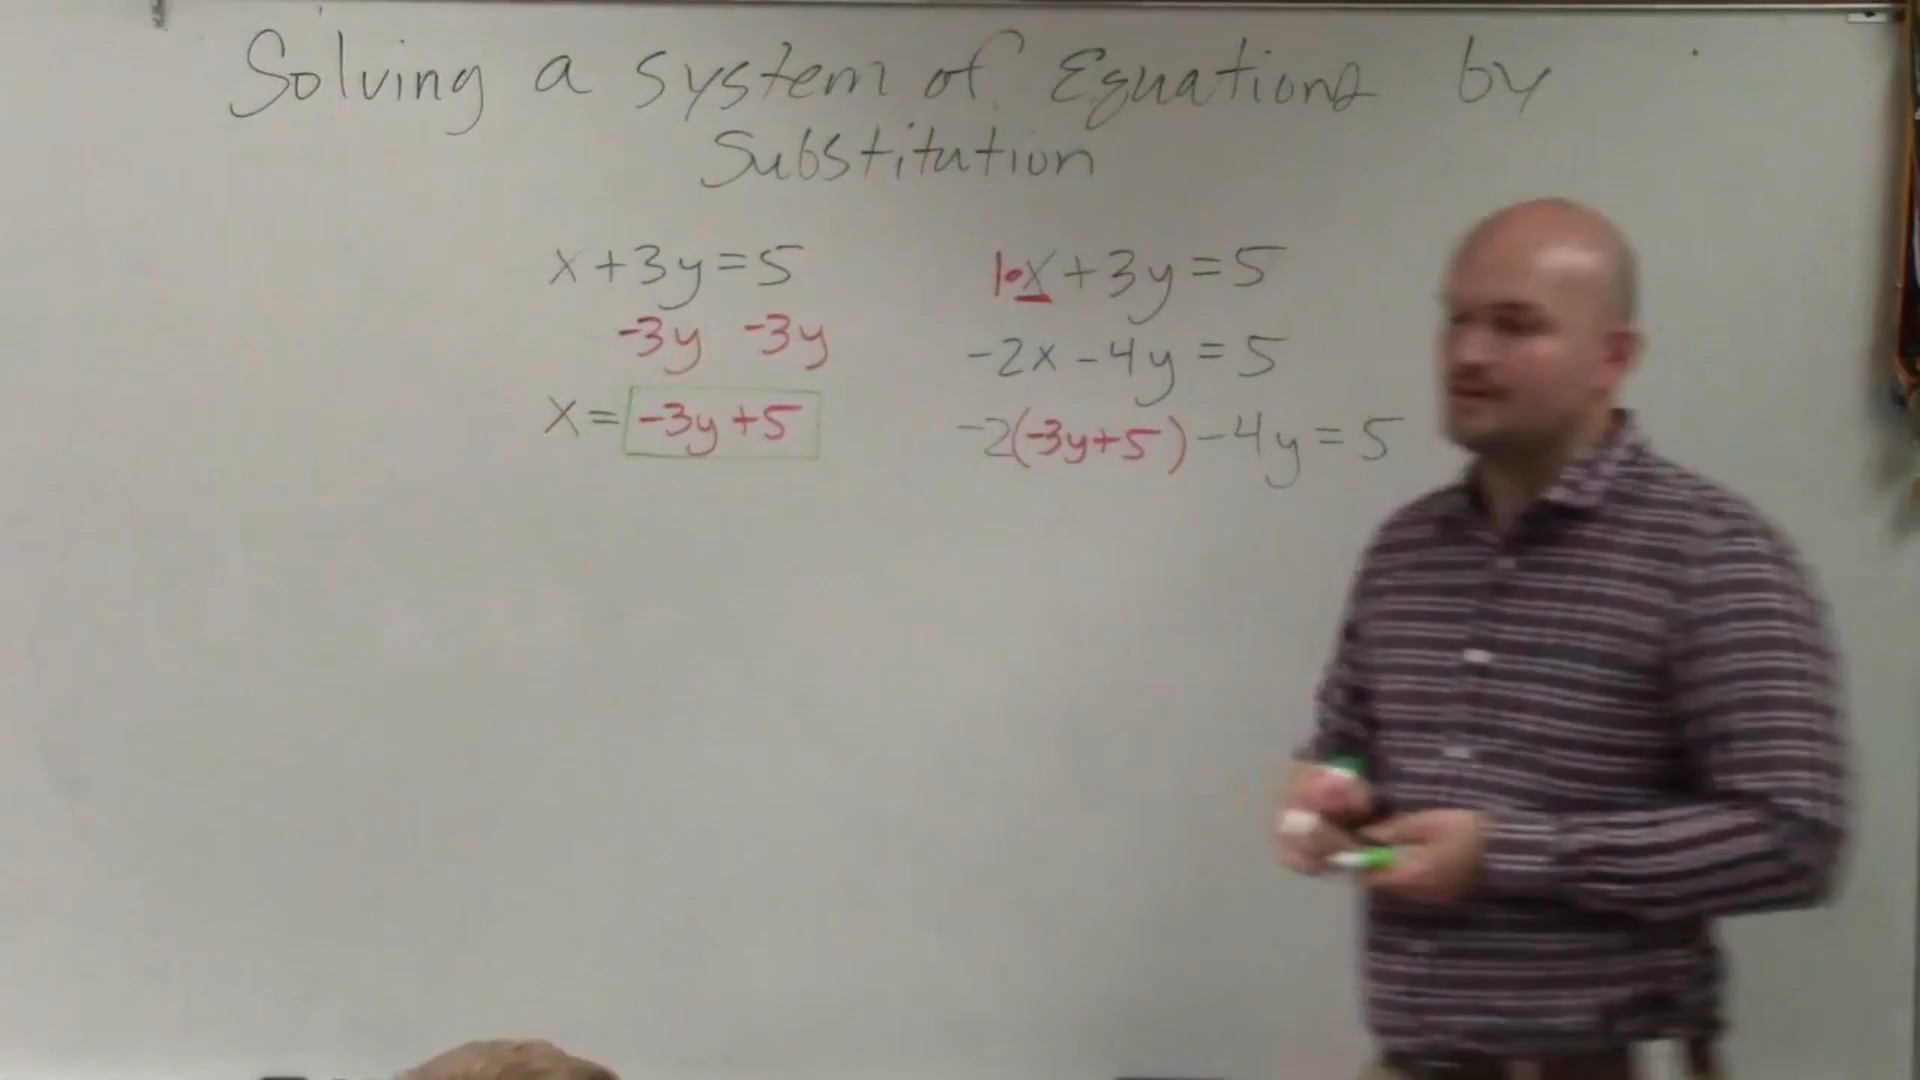 Solving a system of Equations by
Substitution
x+3y=5
-3y -3y
x= -3y+5
1•x+3y=5
-2x-4y=5
-2(-3y+5)-4y=5